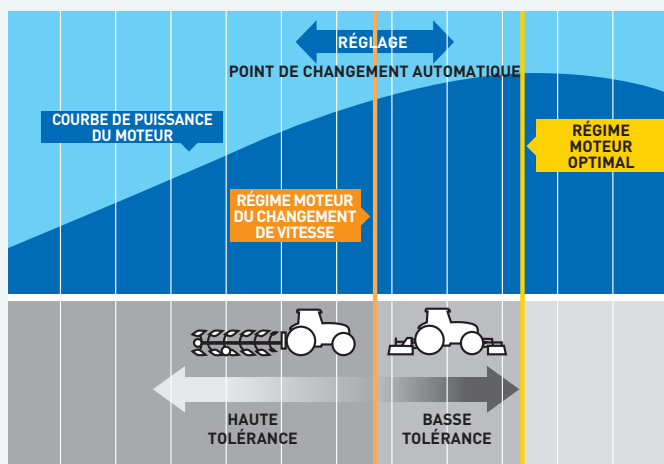 RÉGLAGE
POINT DE CHANGEMENT AUTOMATIQUE
COURBE DE PUISSANCE
DU MOTEUR
RÉGIME
MOTEUR
OPTIMAL
RÉGIME MOTEUR
DU CHANGEMENT
DE VITESSE
HAUTE
TOLÉRANCE
BASSE
TOLÉRANCE